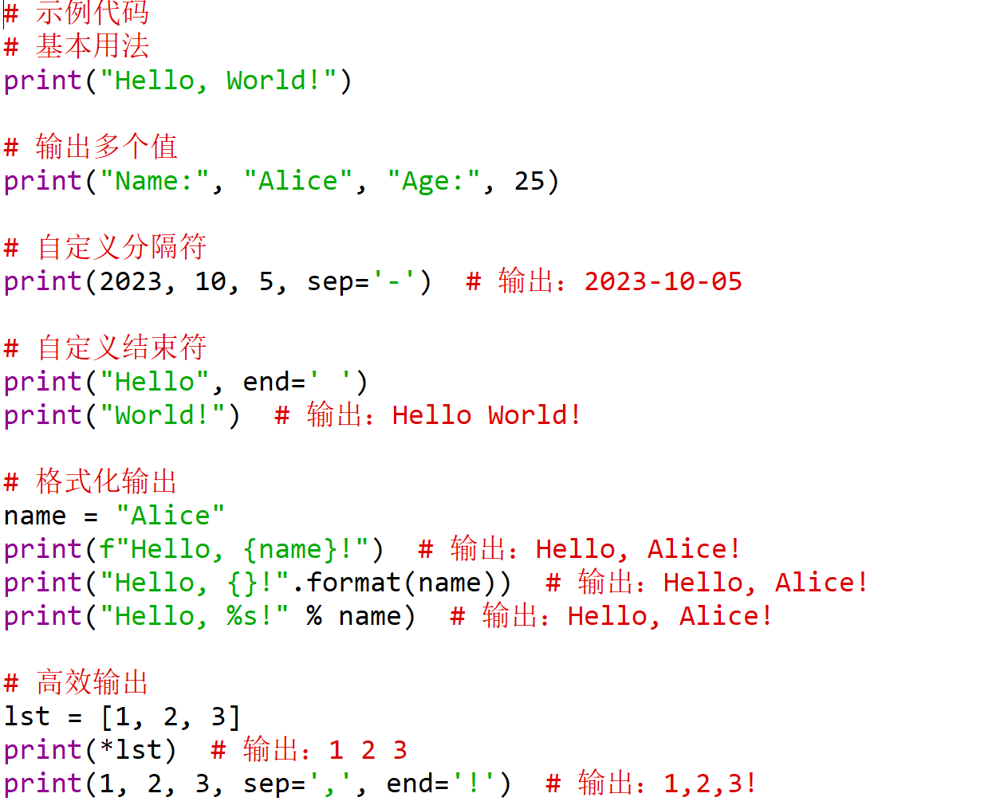 # 示例代码
# 基本用法
print("Hello, World!")
# 输出多个值
print("Name:", "Alice", "Age:", 25)
# 自定义分隔符
print(2023, 10, 5, sep='-')  # 输出：2023-10-05
# 自定义结束符
print("Hello", end=' ')
print("World!")  # 输出：Hello World!
# 格式化输出
name = "Alice"
print(f"Hello, {name}!")  # 输出：Hello, Alice!
print("Hello, {}!".format(name))  # 输出：Hello, Alice!
print("Hello, %s!" % name)  # 输出：Hello, Alice!
# 高效输出
lst = [1, 2, 3]
print(*lst)  # 输出：1 2 3
print(1, 2, 3, sep=',', end='!')  # 输出：1,2,3!